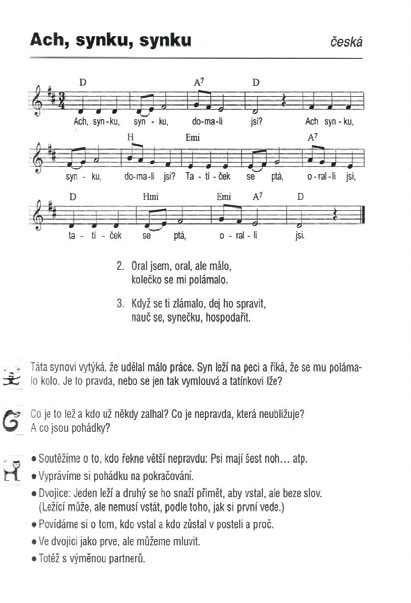 Ach, synku, synku
česká
D A7 D
3 4
Ach, syn - ku, syn - ku, do - ma - li jsi? Ach syn - ku,
H Emi A7
syn - ku, do - ma - li jsi? Ta - tí - ček se ptá, o - ral - li jsi,
D Hmi Emi A7 D
ta - tí - ček se ptá, o - ral - li jsi.
2. Oral jsem, oral, ale málo,
kolečko se mi polámalo.
3. Když se ti zlámalo, dej ho spravit,
nauč se, synečku, hospodařit.
Táta synovi vytýká, že udělal málo práce. Syn leží na peci a říká, že se mu poláma-
lo kolo. Je to pravda, nebo se jen tak vymlouvá a tatínkovi lže?
Co je to lež a kdo už někdy zalhal? Co je nepravda, která neubližuje?
A co jsou pohádky?
● Soutěžíme o to, kdo řekne větší nepravdu: Psi mají šest noh... atp.
● Vyprávíme si pohádku na pokračování.
● Dvojice: Jeden leží a druhý se ho snaží přimět, aby vstal, ale beze slov.
(Ležící může, ale nemusí vstát, podle toho, jak si první vede.)
● Povídáme si o tom, kdo vstal a kdo zůstal v posteli a proč.
● Ve dvojici jako prve, ale můžeme mluvit.
● Totéž s výměnou partnerů.